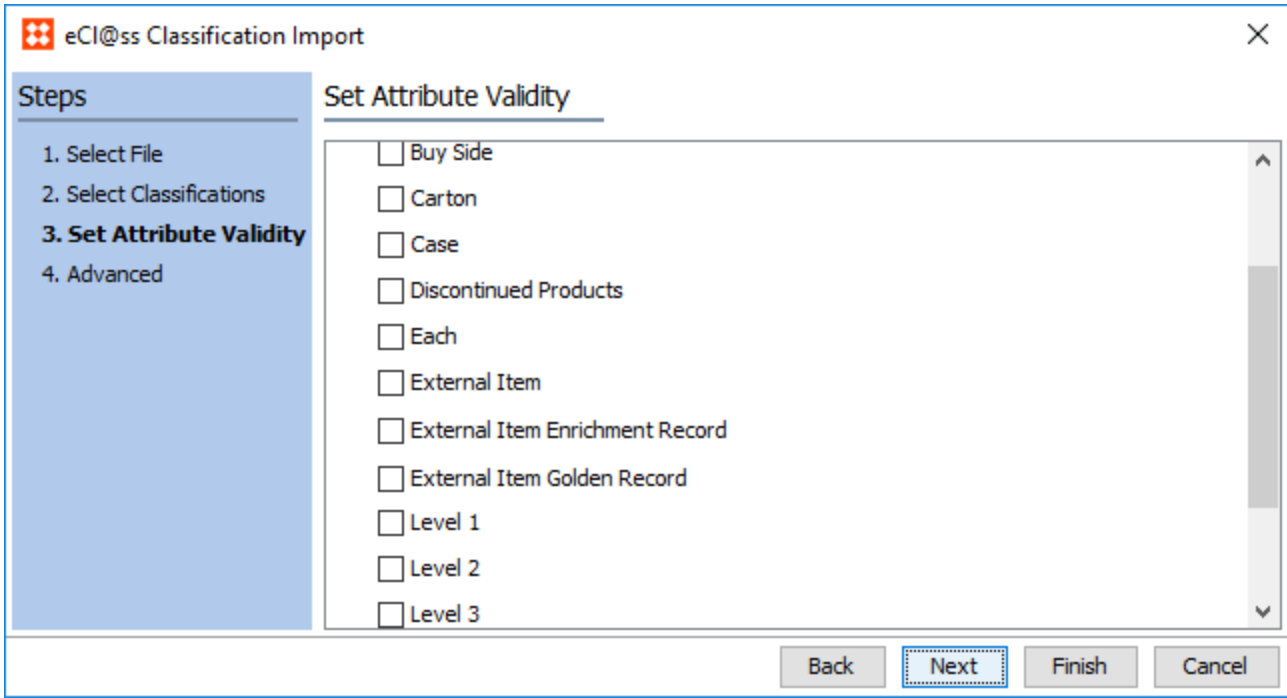 eCl@ss Classification Import
Steps
1. Select File
2. Select Classifications
3. Set Attribute Validity
4. Advanced
Set Attribute Validity
Buy Side
Carton
Case
Discontinued Products
Each
External Item
External Item Enrichment Record
External Item Golden Record
Level 1
Level 2
Level 3
Back Next Finish Cancel